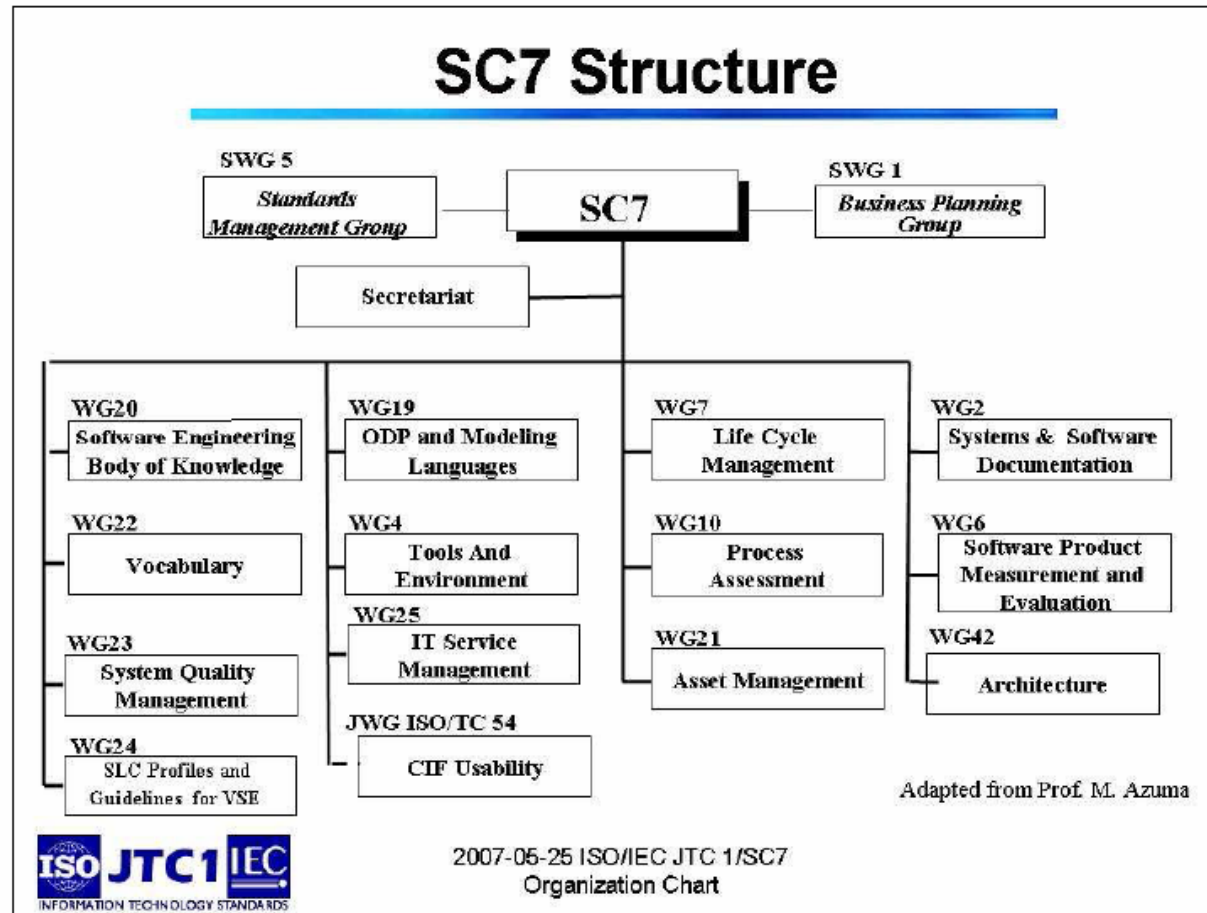 SC7 Structure
SWG 5
Standards
Management Group
SC7
SWG 1
Business Planning
Group
Secretariat
WG20
Software Engineering
Body of Knowledge
WG19
ODP and Modeling
Languages
WG7
Life Cycle
Management
WG2
Systems & Software
Documentation
WG22
Vocabulary
WG4
Tools And
Environment
WG10
Process
Assessment
WG6
Software Product
Measurement and
Evaluation
WG23
System Quality
Management
WG25
IT Service
Management
WG21
Asset Management
WG42
Architecture
WG24
SLC Profiles and
Guidelines for VSE
JWG ISO/TC 54
CIF Usability
Adapted from Prof. M. Azuma
ISO JTC1 IEC
INFORMATION TECHNOLOGY STANDARDS
2007-05-25 ISO/IEC JTC 1/SC7
Organization Chart